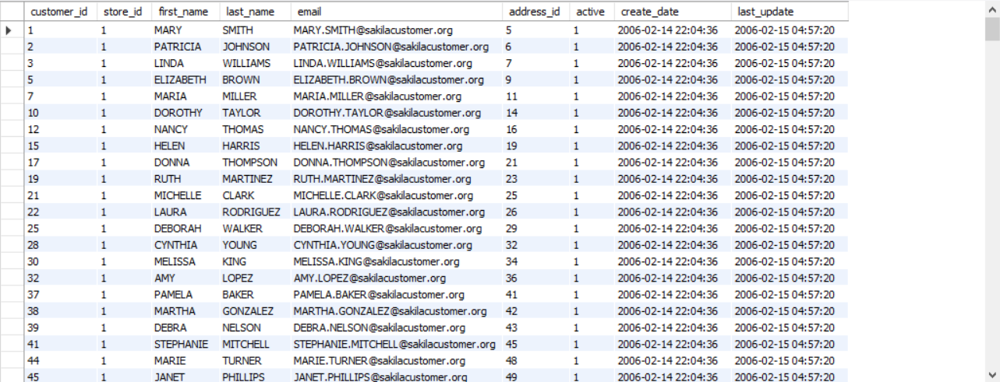 customer_id store_id first_name last_name email address_id active create_date last_update
1 1 MARY SMITH MARY.SMITH@sakilacustomer.org 5 1 2006-02-14 22:04:36 2006-02-15 04:57:20
2 1 PATRICIA JOHNSON PATRICIA.JOHNSON@sakilacustomer.org 6 1 2006-02-14 22:04:36 2006-02-15 04:57:20
3 1 LINDA WILLIAMS LINDA.WILLIAMS@sakilacustomer.org 7 1 2006-02-14 22:04:36 2006-02-15 04:57:20
5 1 ELIZABETH BROWN ELIZABETH.BROWN@sakilacustomer.org 9 1 2006-02-14 22:04:36 2006-02-15 04:57:20
7 1 MARIA MILLER MARIA.MILLER@sakilacustomer.org 11 1 2006-02-14 22:04:36 2006-02-15 04:57:20
10 1 DOROTHY TAYLOR DOROTHY.TAYLOR@sakilacustomer.org 14 1 2006-02-14 22:04:36 2006-02-15 04:57:20
12 1 NANCY THOMAS NANCY.THOMAS@sakilacustomer.org 16 1 2006-02-14 22:04:36 2006-02-15 04:57:20
15 1 HELEN HARRIS HELEN.HARRIS@sakilacustomer.org 19 1 2006-02-14 22:04:36 2006-02-15 04:57:20
17 1 DONNA THOMPSON DONNA.THOMPSON@sakilacustomer.org 21 1 2006-02-14 22:04:36 2006-02-15 04:57:20
19 1 RUTH MARTINEZ RUTH.MARTINEZ@sakilacustomer.org 23 1 2006-02-14 22:04:36 2006-02-15 04:57:20
21 1 MICHELLE CLARK MICHELLE.CLARK@sakilacustomer.org 25 1 2006-02-14 22:04:36 2006-02-15 04:57:20
22 1 LAURA RODRIGUEZ LAURA.RODRIGUEZ@sakilacustomer.org 26 1 2006-02-14 22:04:36 2006-02-15 04:57:20
25 1 DEBORAH WALKER DEBORAH.WALKER@sakilacustomer.org 29 1 2006-02-14 22:04:36 2006-02-15 04:57:20
28 1 CYNTHIA YOUNG CYNTHIA.YOUNG@sakilacustomer.org 32 1 2006-02-14 22:04:36 2006-02-15 04:57:20
30 1 MELISSA KING MELISSA.KING@sakilacustomer.org 34 1 2006-02-14 22:04:36 2006-02-15 04:57:20
32 1 AMY LOPEZ AMY.LOPEZ@sakilacustomer.org 36 1 2006-02-14 22:04:36 2006-02-15 04:57:20
37 1 PAMELA BAKER PAMELA.BAKER@sakilacustomer.org 41 1 2006-02-14 22:04:36 2006-02-15 04:57:20
38 1 MARTHA GONZALEZ MARTHA.GONZALEZ@sakilacustomer.org 42 1 2006-02-14 22:04:36 2006-02-15 04:57:20
39 1 DEBRA NELSON DEBRA.NELSON@sakilacustomer.org 43 1 2006-02-14 22:04:36 2006-02-15 04:57:20
41 1 STEPHANIE MITCHELL STEPHANIE.MITCHELL@sakilacustomer.org 45 1 2006-02-14 22:04:36 2006-02-15 04:57:20
44 1 MARIE TURNER MARIE.TURNER@sakilacustomer.org 48 1 2006-02-14 22:04:36 2006-02-15 04:57:20
45 1 JANET PHILLIPS JANET.PHILLIPS@sakilacustomer.org 49 1 2006-02-14 22:04:36 2006-02-15 04:57:20